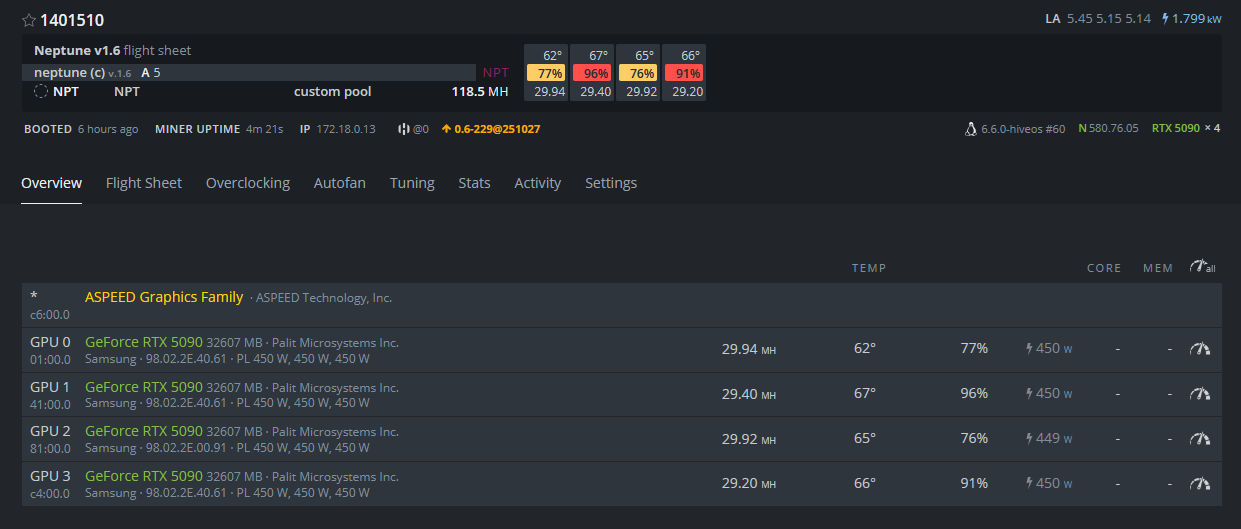 1401510
LA 5.45 5.15 5.14 1.799 kW
Neptune v1.6 flight sheet
neptune (c) v.1.6 A 5 NPT
NPT NPT custom pool 118.5 MH
62° 67° 65° 66°
77% 96% 76% 91%
29.94 29.40 29.92 29.20
BOOTED 6 hours ago MINER UPTIME 4m 21s IP 172.18.0.13 @0 0.6-229@251027 6.6.0-hiveos #60 N 580.76.05 RTX 5090 × 4
Overview Flight Sheet Overclocking Autofan Tuning Stats Activity Settings
TEMP CORE MEM all
* ASPEED Graphics Family · ASPEED Technology, Inc.
c6:00.0
GPU 0 GeForce RTX 5090 32607 MB · Palit Microsystems Inc.
01:00.0 Samsung · 98.02.2E.40.61 · PL 450 W, 450 W, 450 W
29.94 MH 62° 77% 450 W - -
GPU 1 GeForce RTX 5090 32607 MB · Palit Microsystems Inc.
41:00.0 Samsung · 98.02.2E.40.61 · PL 450 W, 450 W, 450 W
29.40 MH 67° 96% 450 W - -
GPU 2 GeForce RTX 5090 32607 MB · Palit Microsystems Inc.
81:00.0 Samsung · 98.02.2E.00.91 · PL 450 W, 450 W, 450 W
29.92 MH 65° 76% 449 W - -
GPU 3 GeForce RTX 5090 32607 MB · Palit Microsystems Inc.
c4:00.0 Samsung · 98.02.2E.40.61 · PL 450 W, 450 W, 450 W
29.20 MH 66° 91% 450 W - -